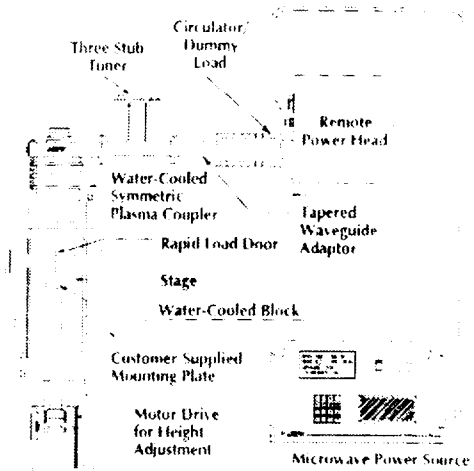 Circulator/
Dummy
Load
Three Stub
Tuner
Remote
Power Head
Water-Cooled
Symmetric
Plasma Coupler
Tapered
Waveguide
Adaptor
Rapid Load Door
Stage
Water-Cooled Block
Customer Supplied
Mounting Plate
Motor Drive
for Height
Adjustment
Microwave Power Source